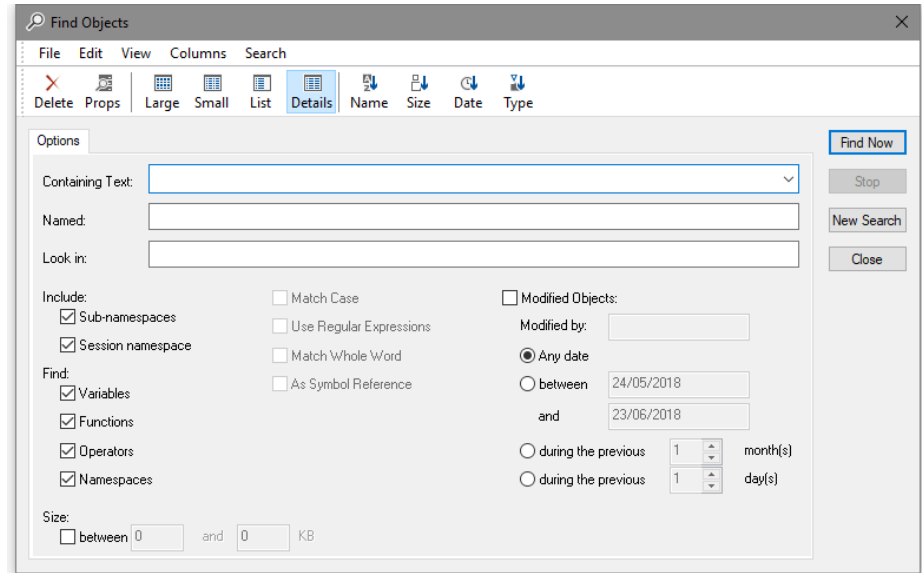 Find Objects
File Edit View Columns Search
Delete Props Large Small List Details Name Size Date Type
Options
Find Now
Containing Text:
Stop
Named:
New Search
Look in:
Close
Include:
Match Case
Modified Objects:
Sub-namespaces
Use Regular Expressions
Modified by:
Session namespace
Match Whole Word
Any date
Find:
As Symbol Reference
between 24/05/2018
Variables
and 23/06/2018
Functions
Operators
during the previous 1 month(s)
Namespaces
during the previous 1 day(s)
Size:
between 0 and 0 KB